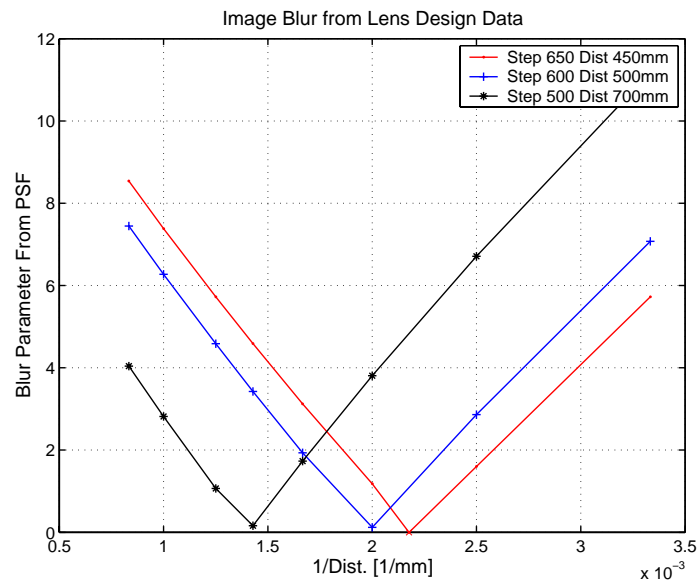 Image Blur from Lens Design Data
12
10
8
6
4
2
0
Blur Parameter From PSF
Step 650 Dist 450mm
Step 600 Dist 500mm
Step 500 Dist 700mm
0.5 1 1.5 2 2.5 3 3.5
1/Dist. [1/mm]
x 10⁻³